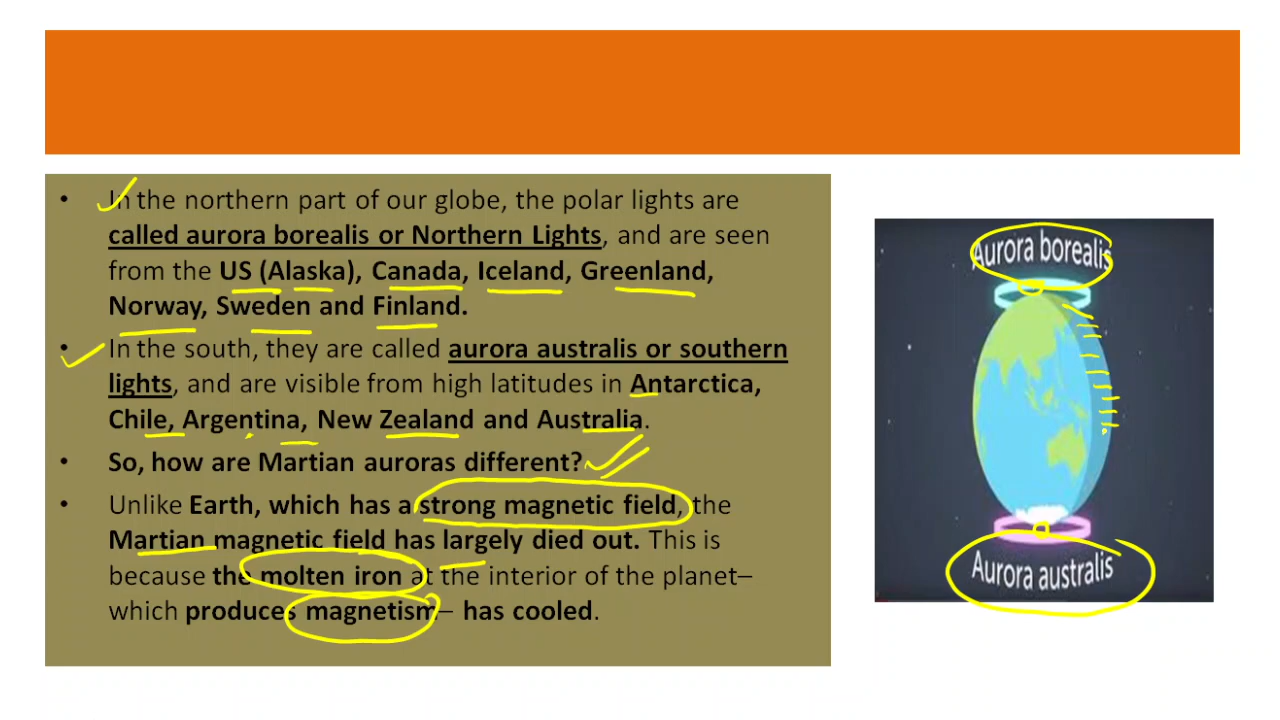 • In the northern part of our globe, the polar lights are
called aurora borealis or Northern Lights, and are seen
from the US (Alaska), Canada, Iceland, Greenland,
Norway, Sweden and Finland.
• In the south, they are called aurora australis or southern
lights, and are visible from high latitudes in Antarctica,
Chile, Argentina, New Zealand and Australia.
• So, how are Martian auroras different?
• Unlike Earth, which has a strong magnetic field, the
Martian magnetic field has largely died out. This is
because the molten iron at the interior of the planet–
which produces magnetism– has cooled.
Aurora borealis
Aurora australis